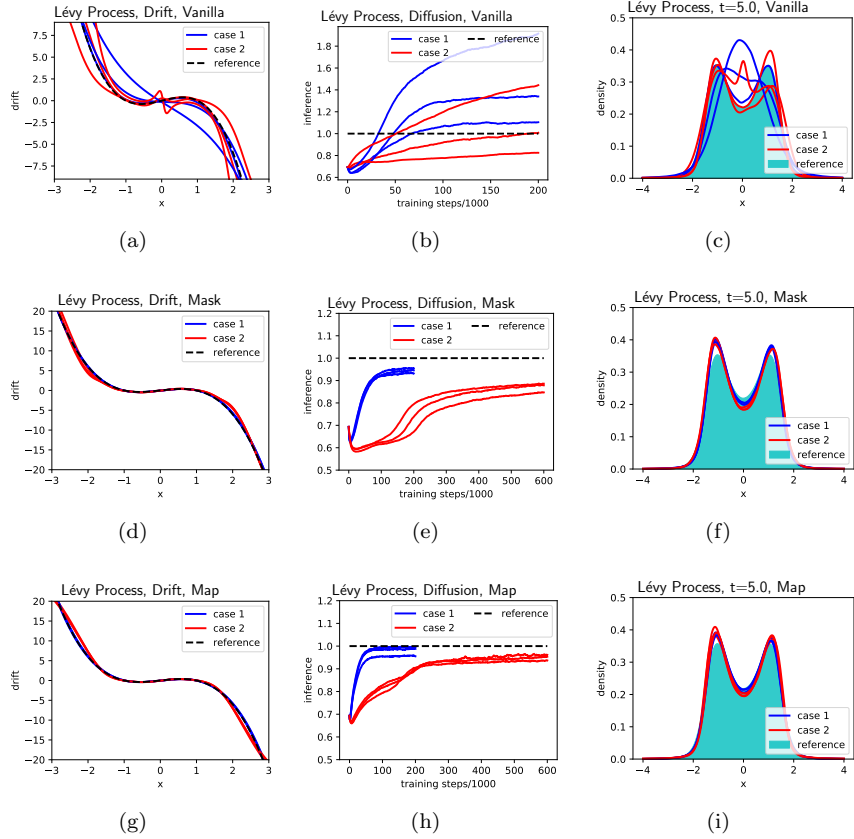 Lévy Process, Drift, Vanilla
7.5
5.0
2.5
0.0
−2.5
−5.0
−7.5
drift
−3 −2 −1 0 1 2 3
x
case 1
case 2
reference
(a)
Lévy Process, Diffusion, Vanilla
1.8
1.6
1.4
1.2
1.0
0.8
0.6
inference
0 50 100 150 200
training steps/1000
case 1
case 2
reference
(b)
Lévy Process, t=5.0, Vanilla
0.5
0.4
0.3
0.2
0.1
0.0
density
−4 −2 0 2 4
x
case 1
case 2
reference
(c)
Lévy Process, Drift, Mask
20
15
10
5
0
−5
−10
−15
−20
drift
−3 −2 −1 0 1 2 3
x
case 1
case 2
reference
(d)
Lévy Process, Diffusion, Mask
1.2
1.1
1.0
0.9
0.8
0.7
0.6
0.5
inference
0 100 200 300 400 500 600
training steps/1000
case 1
case 2
reference
(e)
Lévy Process, t=5.0, Mask
0.5
0.4
0.3
0.2
0.1
0.0
density
−4 −2 0 2 4
x
case 1
case 2
reference
(f)
Lévy Process, Drift, Map
20
15
10
5
0
−5
−10
−15
−20
drift
−3 −2 −1 0 1 2 3
x
case 1
case 2
reference
(g)
Lévy Process, Diffusion, Map
1.2
1.1
1.0
0.9
0.8
0.7
0.6
0.5
inference
0 100 200 300 400 500 600
training steps/1000
case 1
case 2
reference
(h)
Lévy Process, t=5.0, Map
0.5
0.4
0.3
0.2
0.1
0.0
density
−4 −2 0 2 4
x
case 1
case 2
reference
(i)